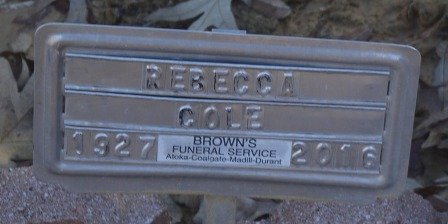 REBECCA
COLE
1927 BROWN'S 2016
FUNERAL SERVICE
Atoka-Coalgate-Madill-Durant